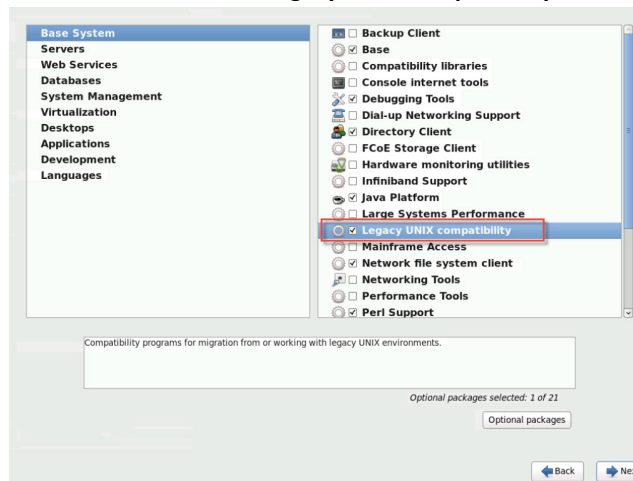 Base System
Servers
Web Services
Databases
System Management
Virtualization
Desktops
Applications
Development
Languages
Backup Client
Base
Compatibility libraries
Console internet tools
Debugging Tools
Dial-up Networking Support
Directory Client
FCoE Storage Client
Hardware monitoring utilities
Infiniband Support
Java Platform
Large Systems Performance
Legacy UNIX compatibility
Mainframe Access
Network file system client
Networking Tools
Performance Tools
Perl Support
Compatibility programs for migration from or working with legacy UNIX environments.
Optional packages selected: 1 of 21
Optional packages
Back